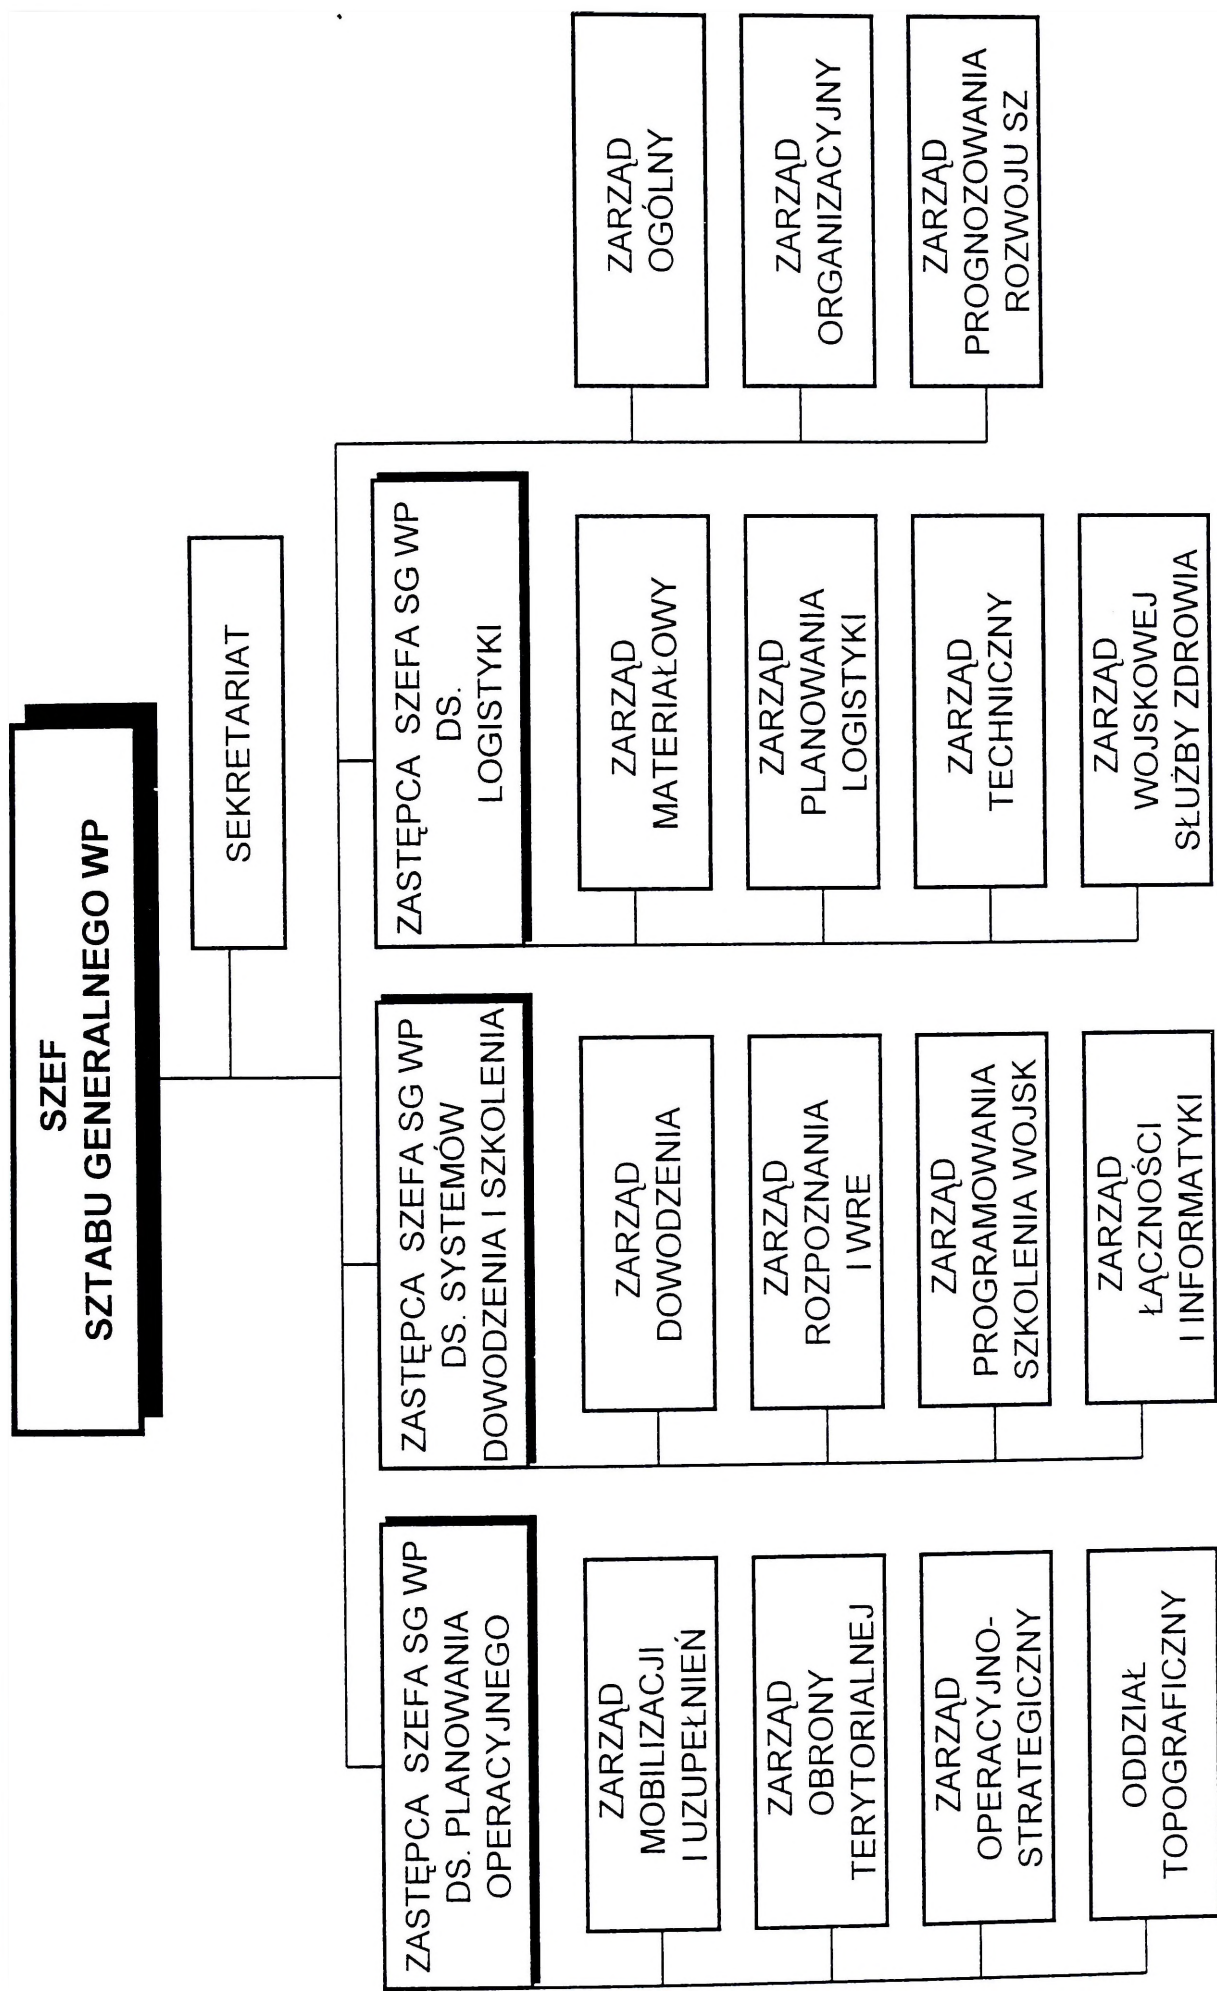 SZEF
SZTABU GENERALNEGO WP
SEKRETARIAT
ZASTĘPCA SZEFA SG WP
DS. PLANOWANIA
OPERACYJNEGO
ZARZĄD
MOBILIZACJI
I UZUPEŁNIEŃ
ZARZĄD
OBRONY
TERYTORIALNEJ
ZARZĄD
OPERACYJNO-
STRATEGICZNY
ODDZIAŁ
TOPOGRAFICZNY
ZASTĘPCA SZEFA SG WP
DS. SYSTEMÓW
DOWODZENIA I SZKOLENIA
ZARZĄD
DOWODZENIA
ZARZĄD
ROZPOZNANIA
I WRE
ZARZĄD
PROGRAMOWANIA
SZKOLENIA WOJSK
ZARZĄD
ŁĄCZNOŚCI
I INFORMATYKI
ZASTĘPCA SZEFA SG WP
DS.
LOGISTYKI
ZARZĄD
MATERIAŁOWY
ZARZĄD
PLANOWANIA
LOGISTYKI
ZARZĄD
TECHNICZNY
ZARZĄD
WOJSKOWEJ
SŁUŻBY ZDROWIA
ZARZĄD
OGÓLNY
ZARZĄD
ORGANIZACYJNY
ZARZĄD
PROGNOZOWANIA
ROZWOJU SZ